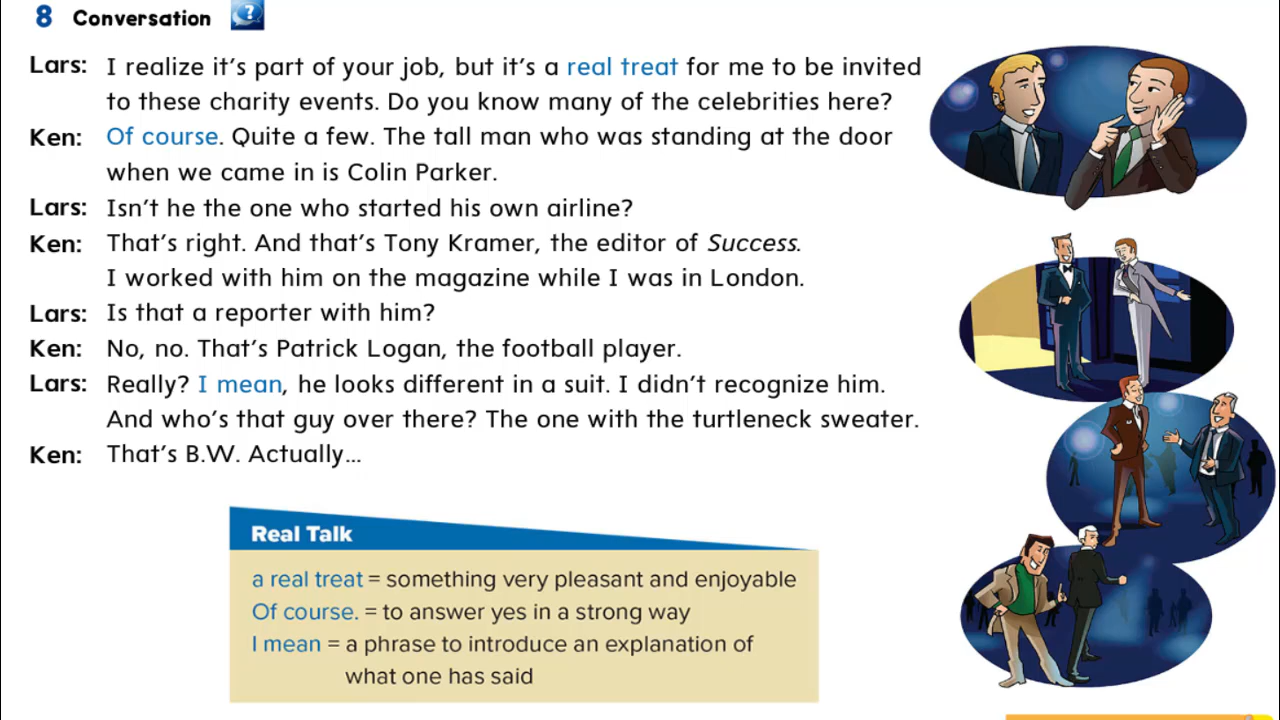 8 Conversation ?
Lars: I realize it's part of your job, but it's a real treat for me to be invited
to these charity events. Do you know many of the celebrities here?
Ken: Of course. Quite a few. The tall man who was standing at the door
when we came in is Colin Parker.
Lars: Isn't he the one who started his own airline?
Ken: That's right. And that's Tony Kramer, the editor of Success.
I worked with him on the magazine while I was in London.
Lars: Is that a reporter with him?
Ken: No, no. That's Patrick Logan, the football player.
Lars: Really? I mean, he looks different in a suit. I didn't recognize him.
And who's that guy over there? The one with the turtleneck sweater.
Ken: That's B.W. Actually...
Real Talk
a real treat = something very pleasant and enjoyable
Of course. = to answer yes in a strong way
I mean = a phrase to introduce an explanation of
what one has said